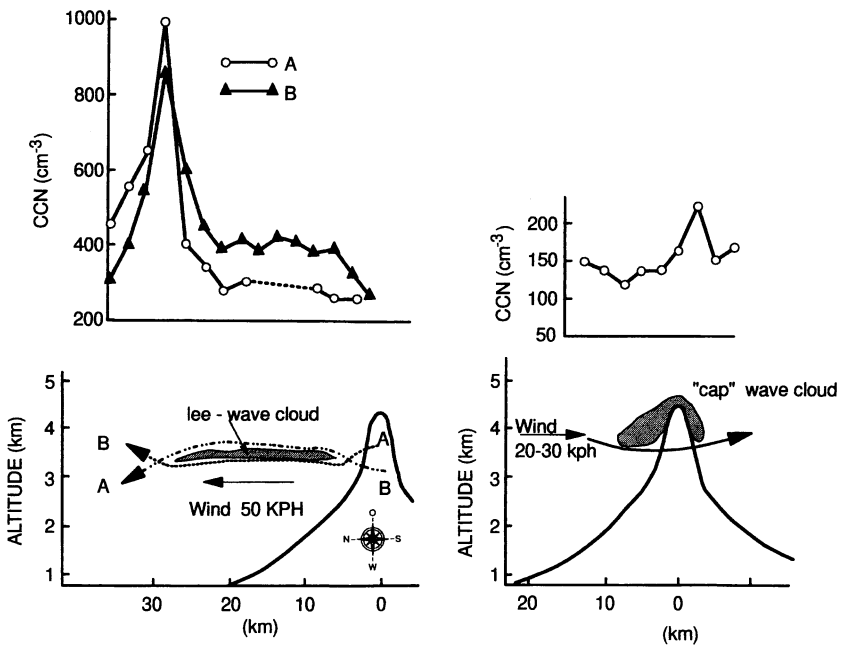 1000
1000
600
400
200
CCN (cm-3)
A
B
200
150
100
50
CCN (cm-3)
5
4
3
2
1
ALTITUDE (km)
lee - wave cloud
B
A
A
B
Wind 50 KPH
O
N
S
W
30
20
10
0
(km)
5
4
3
2
1
ALTITUDE (km)
"cap" wave cloud
Wind
20-30 kph
20
10
0
(km)